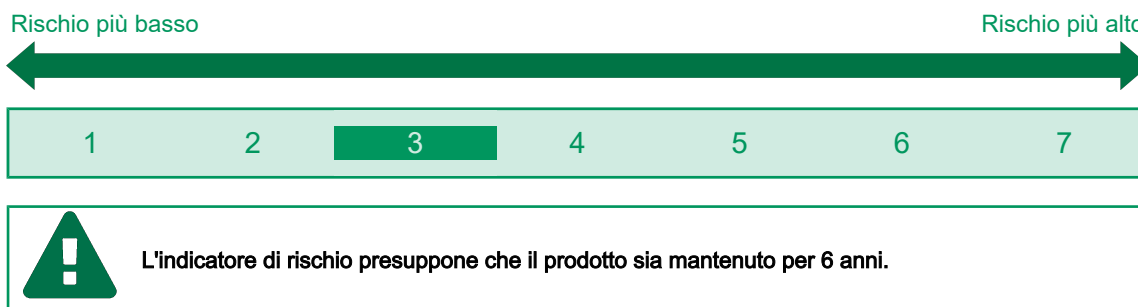 Rischio più basso Rischio più alto
1 2 3 4 5 6 7
L'indicatore di rischio presuppone che il prodotto sia mantenuto per 6 anni.